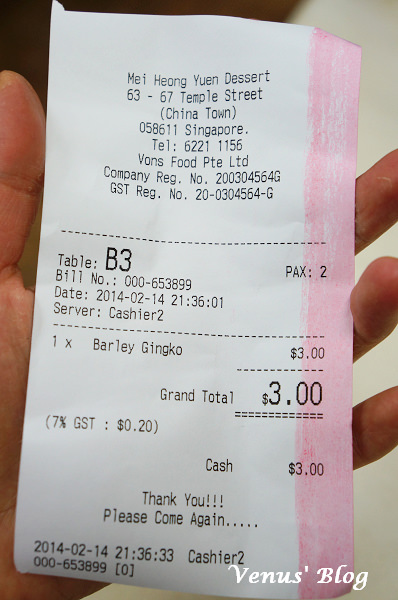 Mei Heong Yuen Dessert
63 - 67 Temple Street
(China Town)
058611 Singapore.
Tel: 6221 1156
Vons Food Pte Ltd
Company Reg. No. 200304564G
GST Reg. No. 20-0304564-G
Table: B3 PAX: 2
Bill No.: 000-653899
Date: 2014-02-14 21:36:01
Server: Cashier2
1 x Barley Gingko $3.00
Grand Total $3.00
(7% GST : $0.20)
Cash $3.00
Thank You!!!
Please Come Again.....
2014-02-14 21:36:33 Cashier2
000-653899 [0]
Venus' Blog